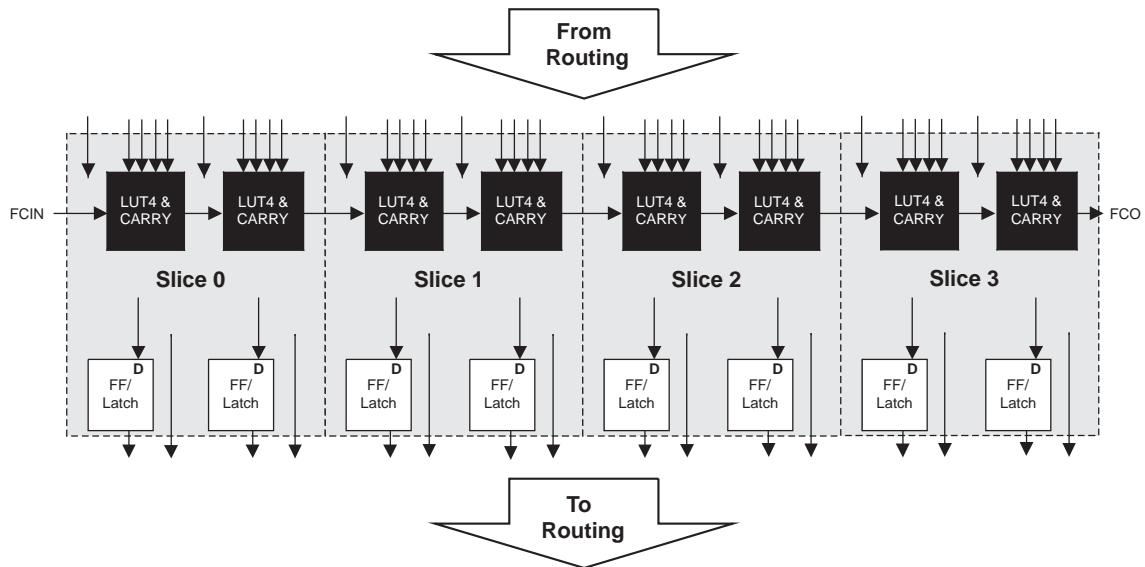 From
Routing
FCIN
LUT4 &
CARRY
LUT4 &
CARRY
LUT4 &
CARRY
LUT4 &
CARRY
LUT4 &
CARRY
LUT4 &
CARRY
LUT4 &
CARRY
LUT4 &
CARRY
FCO
Slice 0
Slice 1
Slice 2
Slice 3
D
FF/
Latch
D
FF/
Latch
D
FF/
Latch
D
FF/
Latch
D
FF/
Latch
D
FF/
Latch
D
FF/
Latch
D
FF/
Latch
To
Routing